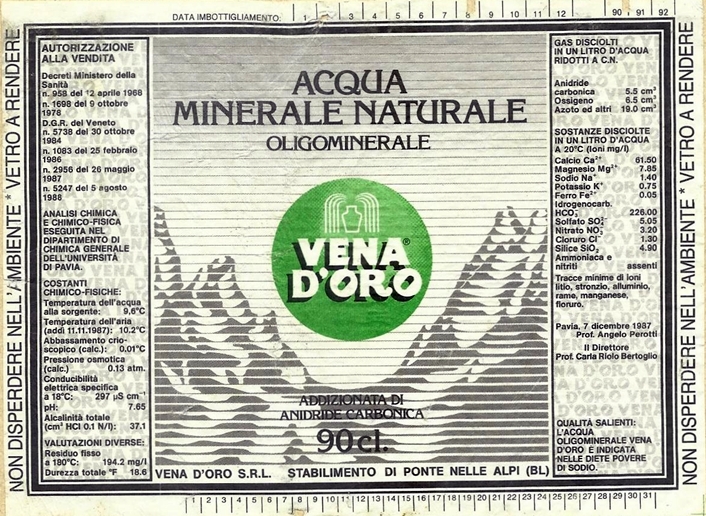 DATA IMBOTTIGLIAMENTO: 1 2 3 4 5 6 7 8 9 10 11 12 90 91 92
NON DISPERDERE NELL'AMBIENTE * VETRO A RENDERE
AUTORIZZAZIONE
ALLA VENDITA
Decreti Ministero della
Sanità
n. 958 del 12 aprile 1968
n. 1698 del 9 ottobre
1978
D.G.R. del Veneto
n. 5738 del 30 ottobre
1984
n. 1083 del 25 febbraio
1986
n. 2956 del 26 maggio
1987
n. 5247 del 5 agosto
1988
ANALISI CHIMICA
E CHIMICO-FISICA
ESEGUITA NEL
DIPARTIMENTO DI
CHIMICA GENERALE
DELL'UNIVERSITÀ
DI PAVIA.
COSTANTI
CHIMICO-FISICHE:
Temperatura dell'acqua
alla sorgente: 9.6°C
Temperatura dell'aria
(addì 11.11.1987): 10.2°C
Abbassamento crio-
scopico (calc.): 0.01°C
Pressione osmotica
(calc.) 0.13 atm.
Conducibilità
elettrica specifica
a 18°C: 297 µS cm⁻¹
pH: 7.65
Alcalinità totale
(cm³ HCl 0.1 N/l): 37.1
VALUTAZIONI DIVERSE:
Residuo fisso
a 180°C: 194.2 mg/l
Durezza totale °F 18.6
ACQUA
MINERALE NATURALE
OLIGOMINERALE
VENA®
D'ORO
ADDIZIONATA DI
ANIDRIDE CARBONICA
90 cl.
VENA D'ORO S.R.L. STABILIMENTO DI PONTE NELLE ALPI (BL)
GAS DISCIOLTI
IN UN LITRO D'ACQUA
RIDOTTI A C.N.
Anidride
carbonica 5.5 cm³
Ossigeno 6.5 cm³
Azoto ed altri 19.0 cm³
SOSTANZE DISCIOLTE
IN UN LITRO D'ACQUA
A 20°C (Ioni mg/l)
Calcio Ca²⁺ 61.50
Magnesio Mg²⁺ 7.85
Sodio Na⁺ 1.40
Potassio K⁺ 0.75
Ferro Fe²⁺ 0.05
Idrogenocarb.
HCO₃⁻ 226.00
Solfato SO₄²⁻ 5.05
Nitrato NO₃⁻ 3.20
Cloruro Cl⁻ 1.30
Silice SiO₂ 4.90
Ammoniaca e
nitriti assenti
Tracce minime di ioni
litio, stronzio, alluminio,
rame, manganese,
floruro.
Pavia, 7 dicembre 1987
Prof. Angelo Perotti
Il Direttore
Prof. Carla Riolo Bertoglio
QUALITÀ SALIENTI:
L'ACQUA
OLIGOMINERALE VENA
D'ORO E INDICATA
NELLE DIETE POVERE
DI SODIO.
NON DISPERDERE NELL'AMBIENTE * VETRO A RENDERE
1 2 3 4 5 6 7 8 9 10 11 12 13 14 15 16 17 18 19 20 21 22 23 24 25 26 27 28 29 30 31